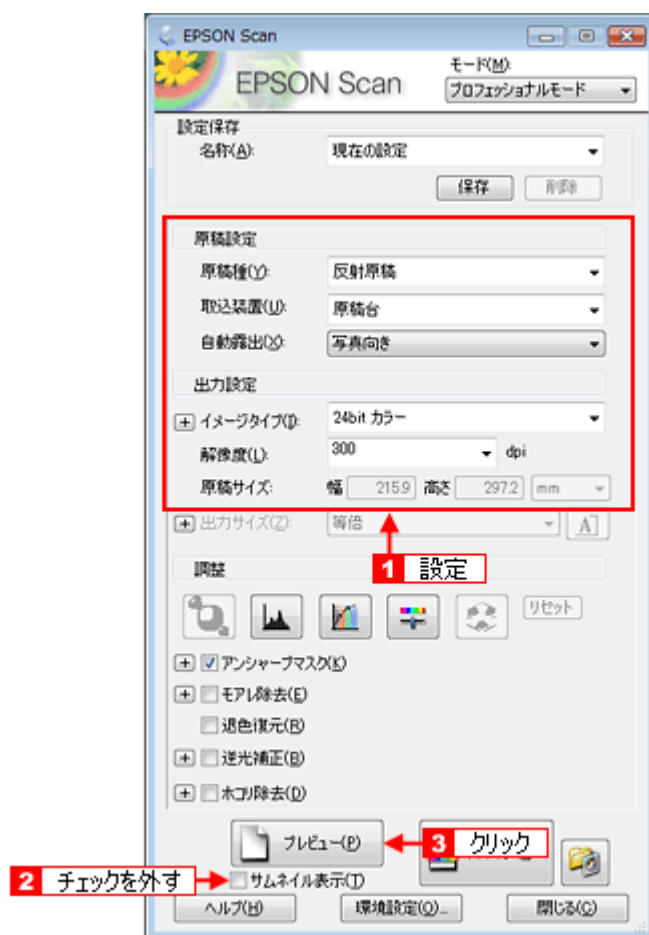 EPSON Scan
EPSON Scan
モード(M):
プロフェッショナルモード
設定保存
名称(A): 現在の設定
保存 削除
原稿設定
原稿種(Y): 反射原稿
取込装置(U): 原稿台
自動露出(X): 写真向き
出力設定
イメージタイプ(I): 24bit カラー
解像度(L): 300 dpi
原稿サイズ: 幅 215.9 高さ 297.2 mm
出力サイズ(Z): 等倍
A
1 設定
調整
リセット
アンシャープマスク(K)
モアレ除去(E)
退色復元(R)
逆光補正(B)
ホコリ除去(D)
プレビュー(P)
3 クリック
2 チェックを外す
サムネイル表示(T)
ヘルプ(H) 環境設定(O)... 閉じる(C)